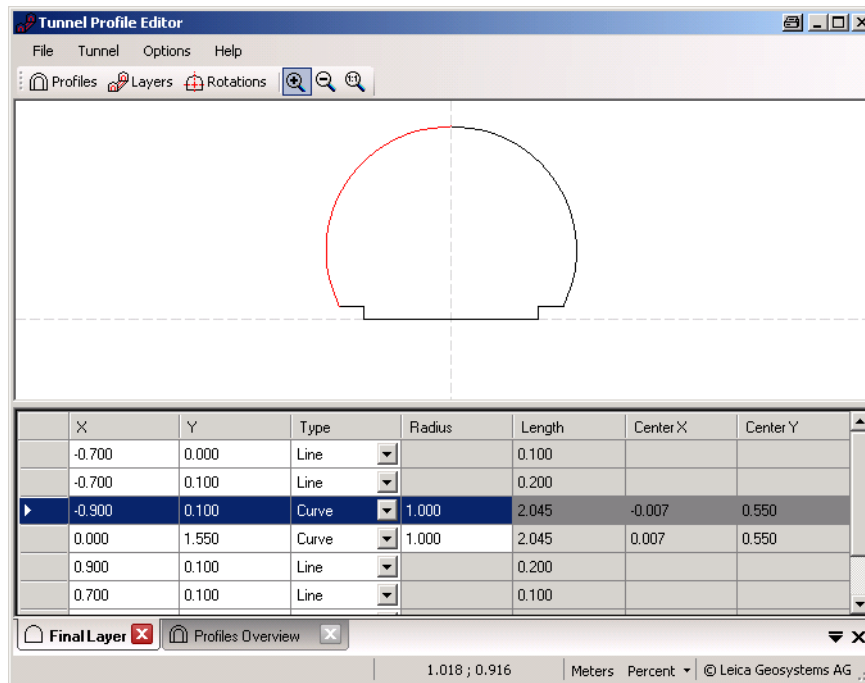 Tunnel Profile Editor
File Tunnel Options Help
Profiles Layers Rotations 1:1
X Y Type Radius Length Center X Center Y
-0.700 0.000 Line 0.100
-0.700 0.100 Line 0.200
-0.900 0.100 Curve 1.000 2.045 -0.007 0.550
0.000 1.550 Curve 1.000 2.045 0.007 0.550
0.900 0.100 Line 0.200
0.700 0.100 Line 0.100
Final Layer Profiles Overview
1.018 ; 0.916 Meters Percent © Leica Geosystems AG